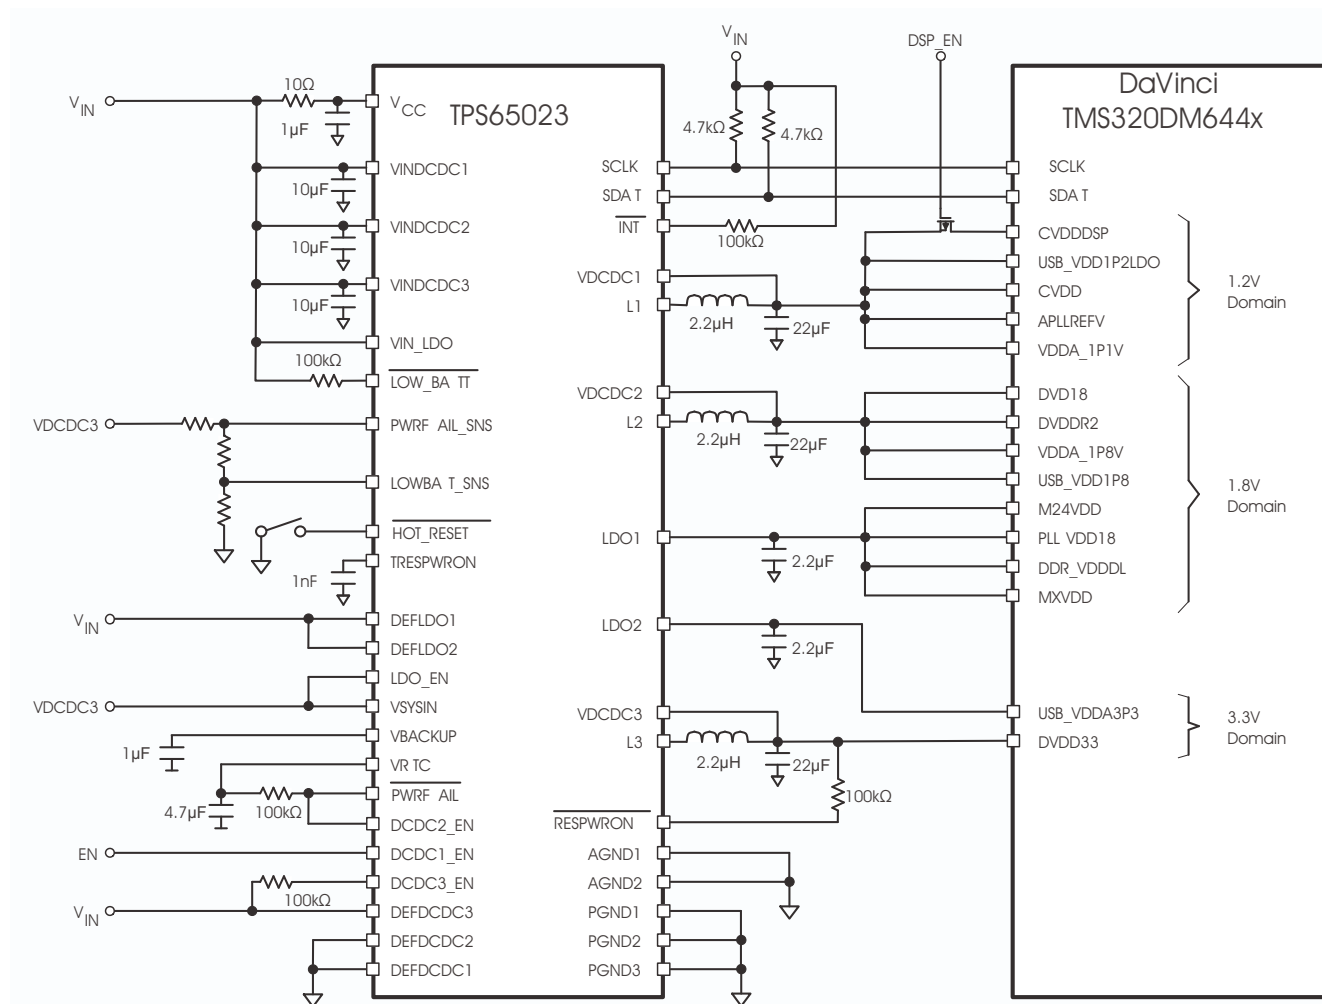 V_IN
DSP_EN
DaVinci
TMS320DM644x
TPS65023
V_IN
10Ω
V_CC
1µF
4.7kΩ
4.7kΩ
VINDCDC1
10µF
SCLK
SCLK
SDA T
SDA T
VINDCDC2
10µF
INT
100kΩ
CVDDDSP
USB_VDD1P2LDO
CVDD
APLLREFV
VDDA_1P1V
1.2V
Domain
VINDCDC3
10µF
VDCDC1
L1
2.2µH
22µF
VIN_LDO
100kΩ
LOW_BA TT
VDCDC3
PWRF AIL_SNS
LOWBA T_SNS
VDCDC2
L2
2.2µH
22µF
DVD18
DVDDR2
VDDA_1P8V
USB_VDD1P8
M24VDD
PLL VDD18
DDR_VDDDL
MXVDD
1.8V
Domain
HOT_RESET
TRESPWRON
1nF
LDO1
2.2µF
V_IN
DEFLDO1
DEFLDO2
LDO2
2.2µF
LDO_EN
VDCDC3
VSYSIN
VBACKUP
1µF
VR TC
VDCDC3
L3
2.2µH
22µF
USB_VDDA3P3
DVDD33
3.3V
Domain
4.7µF
100kΩ
PWRF AIL
DCDC2_EN
100kΩ
RESPWRON
EN
DCDC1_EN
DCDC3_EN
100kΩ
V_IN
DEFDCDC3
DEFDCDC2
DEFDCDC1
AGND1
AGND2
PGND1
PGND2
PGND3